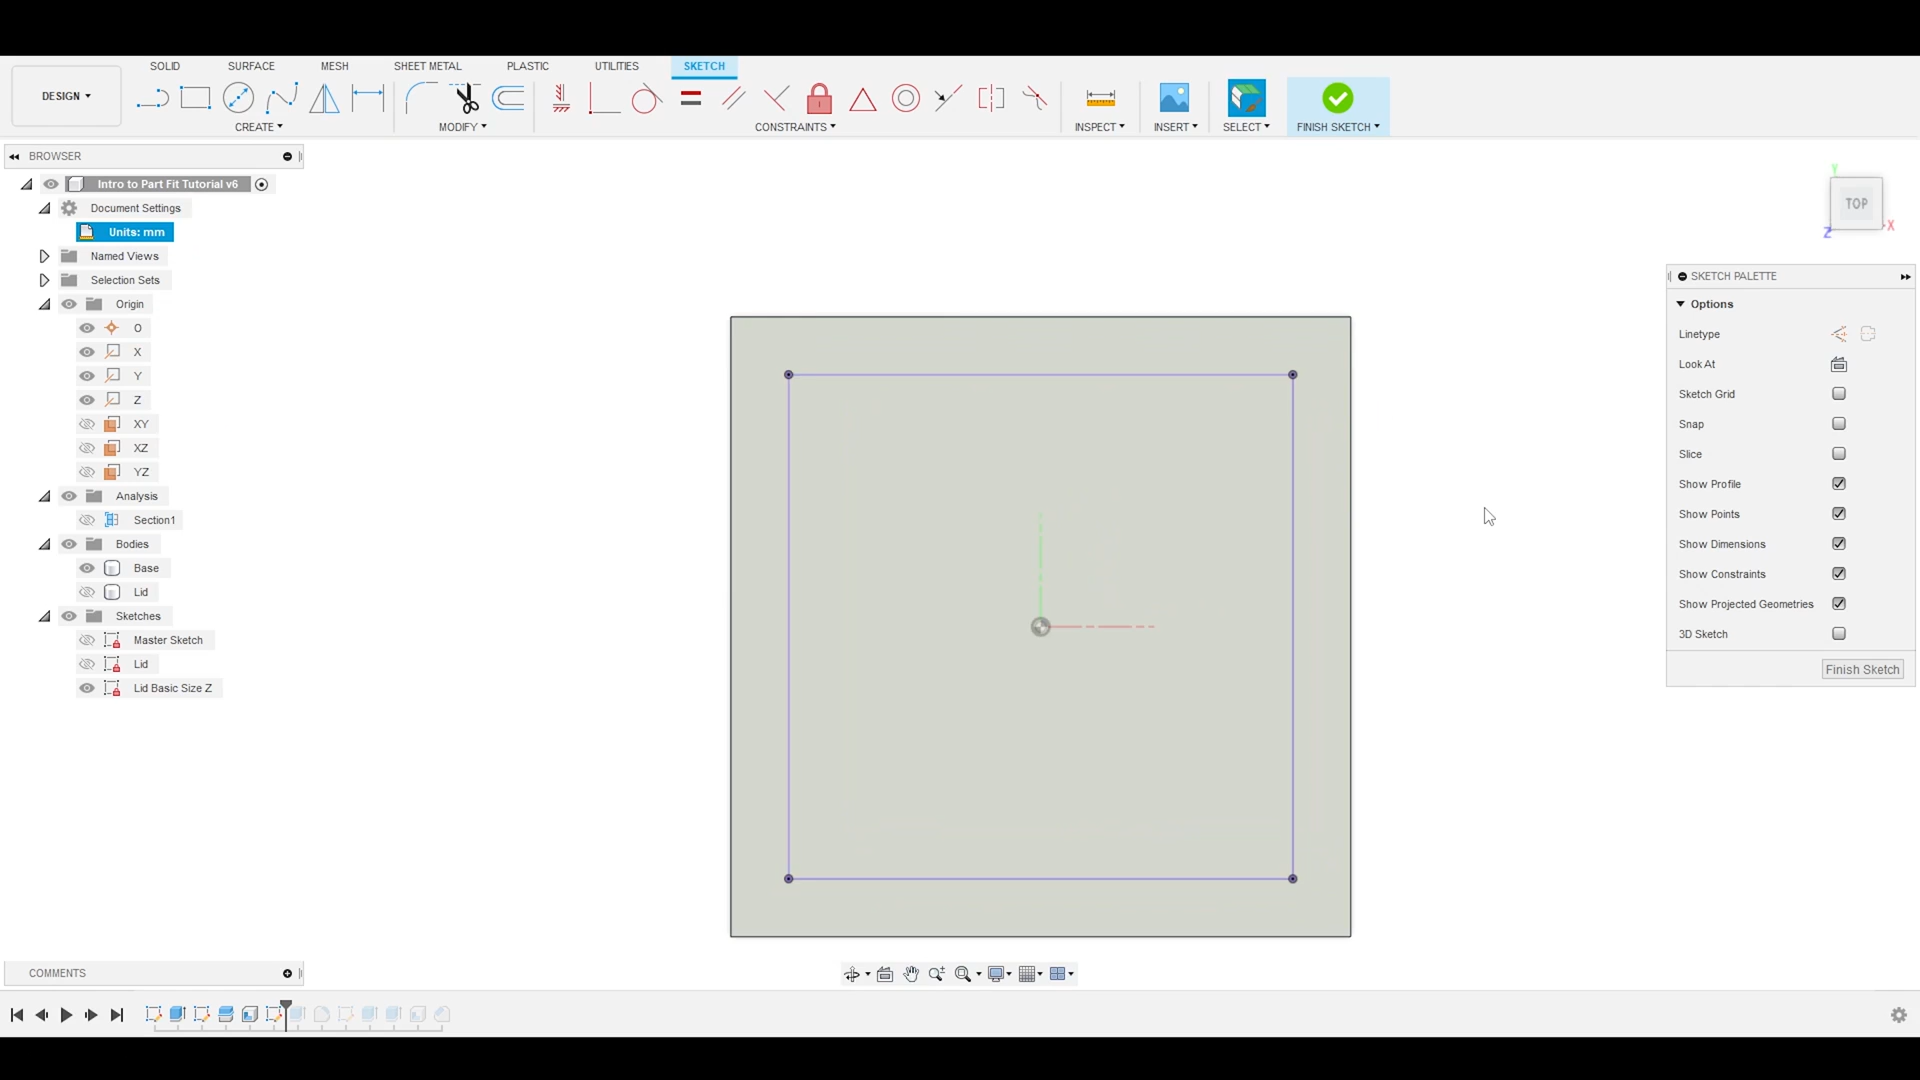 SOLID SURFACE MESH SHEET METAL PLASTIC UTILITIES SKETCH
DESIGN
CREATE MODIFY CONSTRAINTS INSPECT INSERT SELECT FINISH SKETCH
BROWSER
Intro to Part Fit Tutorial v6
Document Settings
Units: mm
Named Views
Selection Sets
Origin
O
X
Y
Z
XY
XZ
YZ
Analysis
Section1
Bodies
Base
Lid
Sketches
Master Sketch
Lid
Lid Basic Size Z
Y
TOP
X
Z
SKETCH PALETTE
Options
Linetype
Look At
Sketch Grid
Snap
Slice
Show Profile
Show Points
Show Dimensions
Show Constraints
Show Projected Geometries
3D Sketch
Finish Sketch
COMMENTS